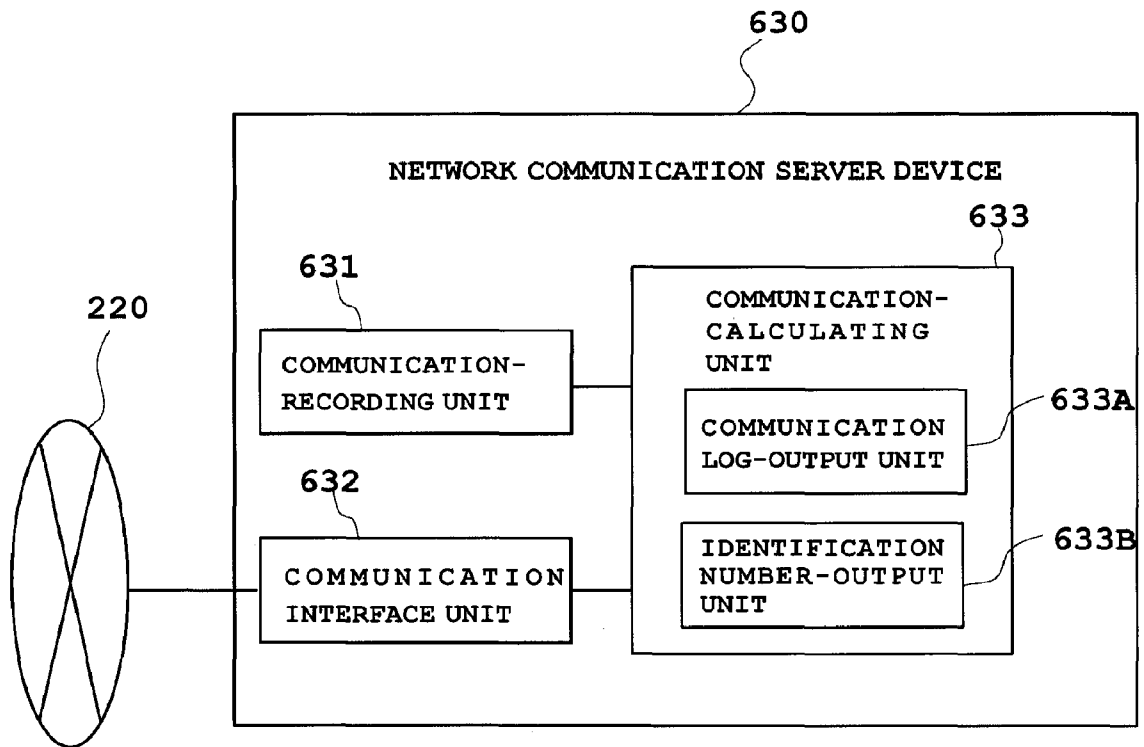 630
NETWORK COMMUNICATION SERVER DEVICE
633
631
COMMUNICATION-
CALCULATING
UNIT
220
COMMUNICATION-
RECORDING UNIT
633A
COMMUNICATION
LOG-OUTPUT UNIT
632
633B
IDENTIFICATION
NUMBER-OUTPUT
UNIT
COMMUNICATION
INTERFACE UNIT